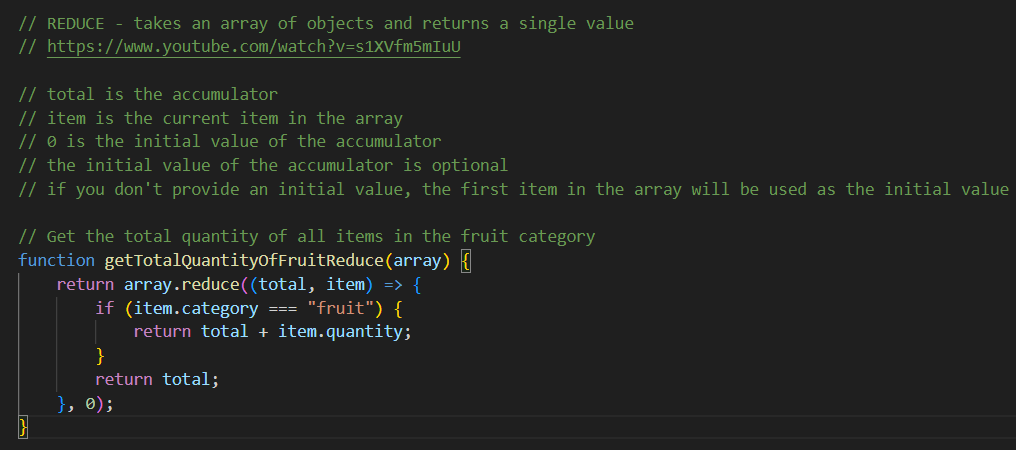 // REDUCE - takes an array of objects and returns a single value
// https://www.youtube.com/watch?v=s1XVfm5mIuU

// total is the accumulator
// item is the current item in the array
// 0 is the initial value of the accumulator
// the initial value of the accumulator is optional
// if you don't provide an initial value, the first item in the array will be used as the initial value

// Get the total quantity of all items in the fruit category
function getTotalQuantityOfFruitReduce(array) {
    return array.reduce((total, item) => {
        if (item.category === "fruit") {
            return total + item.quantity;
        }
        return total;
    }, 0);
}